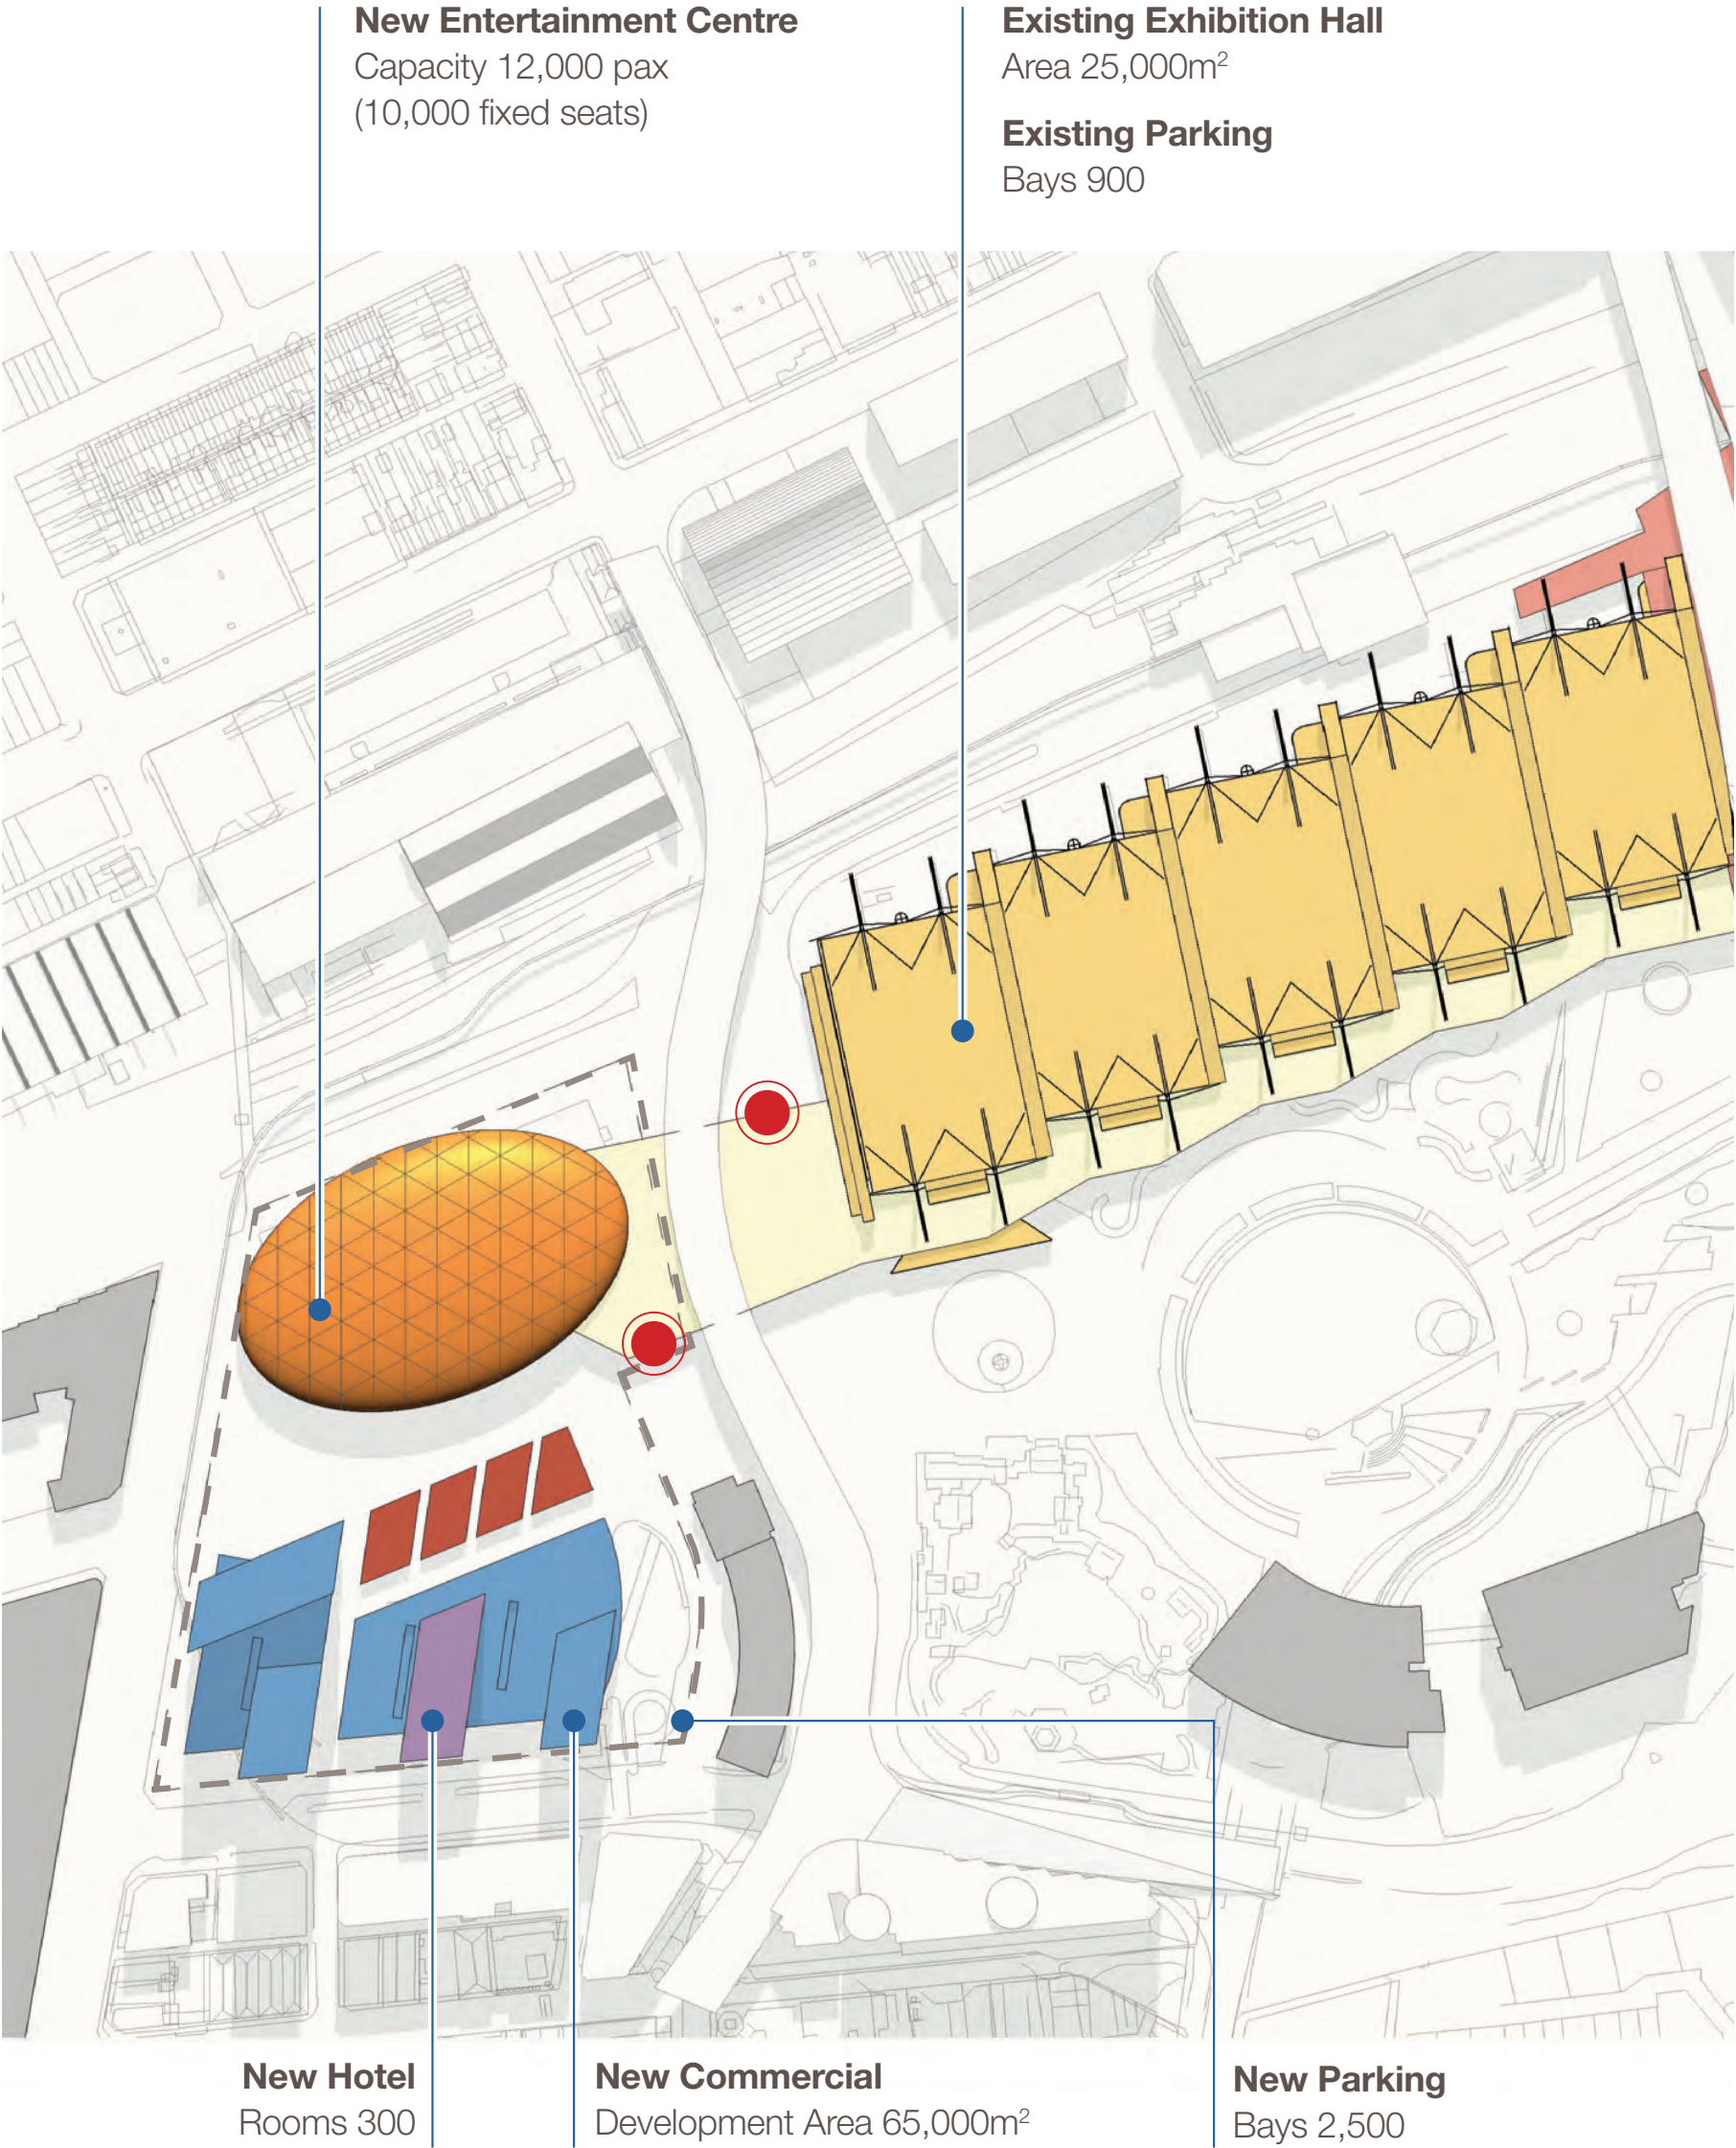 New Entertainment Centre
Capacity 12,000 pax
(10,000 fixed seats)
Existing Exhibition Hall
Area 25,000m²
Existing Parking
Bays 900
New Hotel
Rooms 300
New Commercial
Development Area 65,000m²
New Parking
Bays 2,500